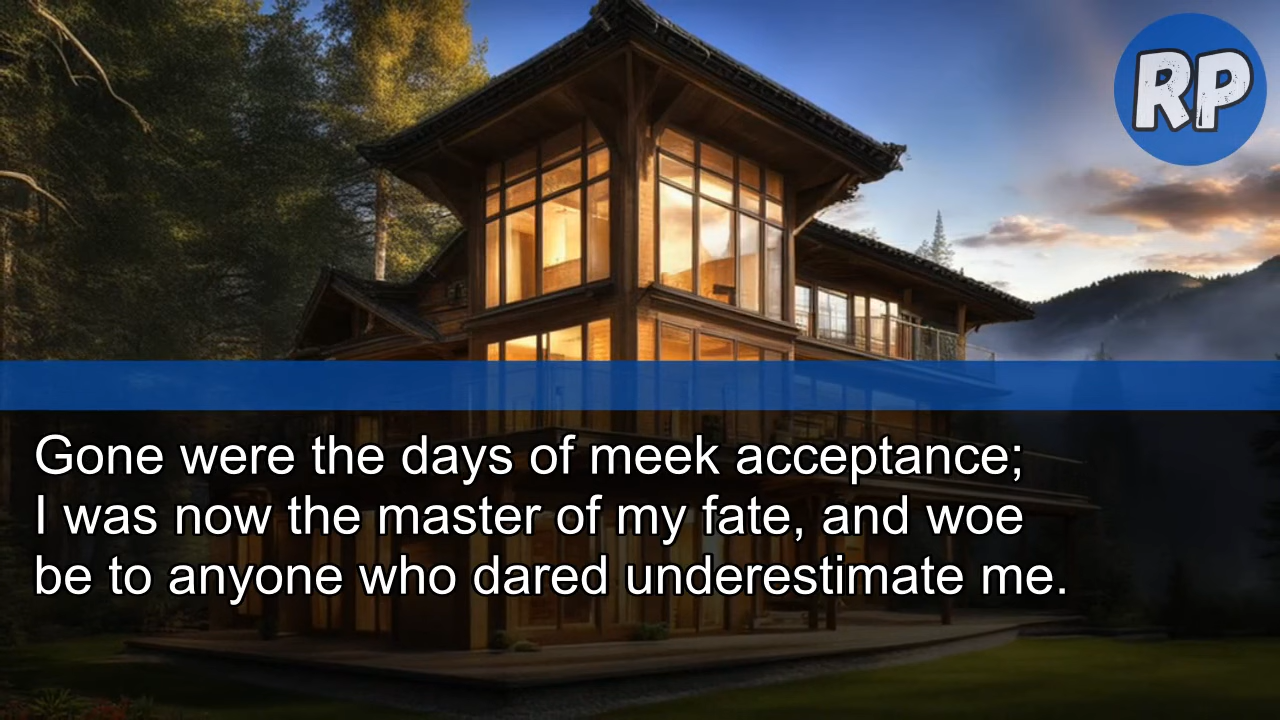 RP
Gone were the days of meek acceptance;
I was now the master of my fate, and woe
be to anyone who dared underestimate me.